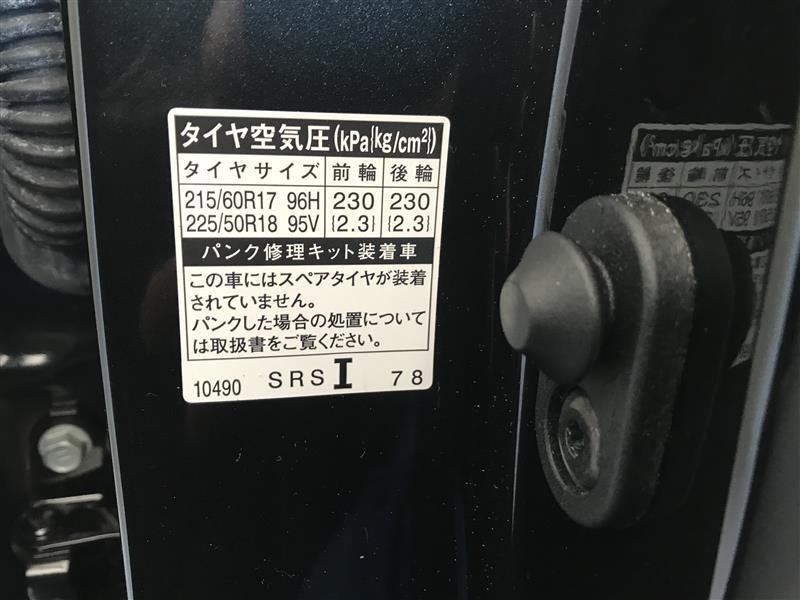 タイヤ空気圧(kPa{kg/cm²})
タイヤサイズ 前輪 後輪
215/60R17 96H 230 230
225/50R18 95V {2.3} {2.3}
パンク修理キット装着車
この車にはスペアタイヤが装着
されていません。
パンクした場合の処置について
は取扱書をご覧ください。
10490 SRS I 78